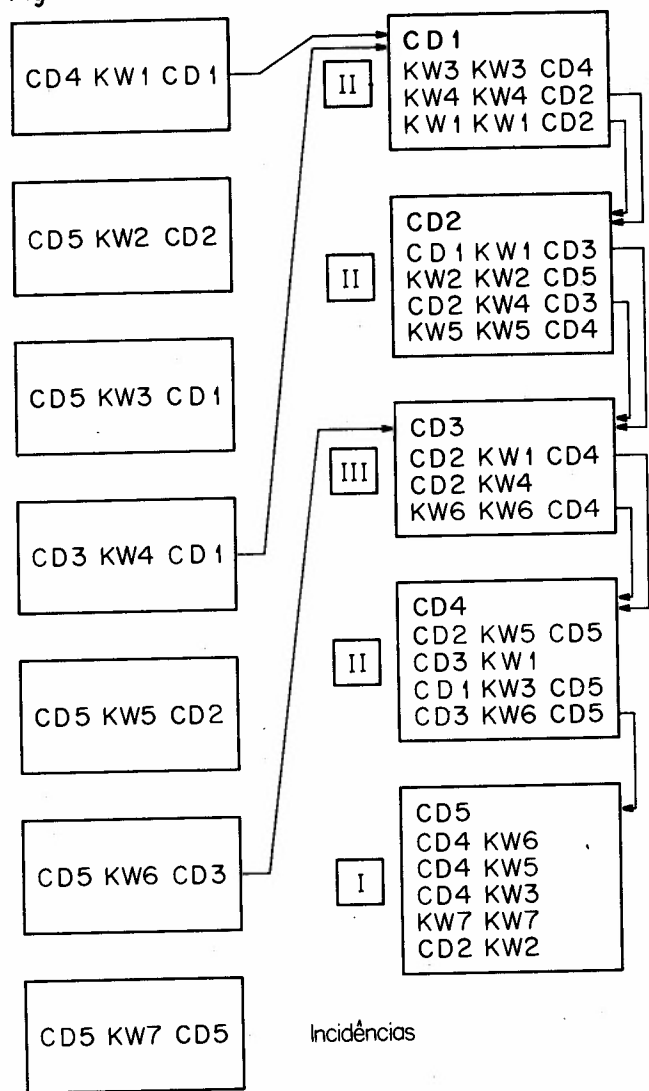 CD4 KW1 CD1
CD5 KW2 CD2
CD5 KW3 CD1
CD3 KW4 CD1
CD5 KW5 CD2
CD5 KW6 CD3
CD5 KW7 CD5
II
CD1
KW3 KW3 CD4
KW4 KW4 CD2
KW1 KW1 CD2
II
CD2
CD1 KW1 CD3
KW2 KW2 CD5
CD2 KW4 CD3
KW5 KW5 CD4
III
CD3
CD2 KW1 CD4
CD2 KW4
KW6 KW6 CD4
II
CD4
CD2 KW5 CD5
CD3 KW1
CD1 KW3 CD5
CD3 KW6 CD5
I
CD5
CD4 KW6
CD4 KW5
CD4 KW3
KW7 KW7
CD2 KW2
Incidências